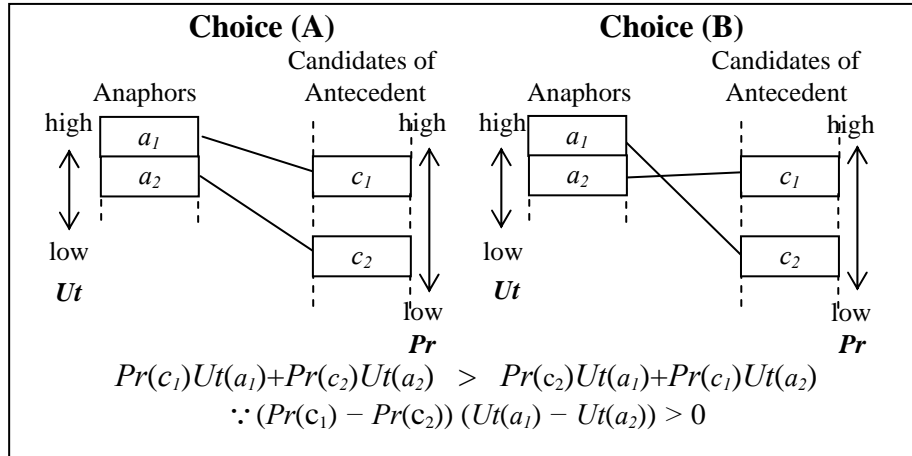 Choice (A)
Anaphors
Candidates of
Antecedent
high
a1
a2
low
Ut
high
c1
c2
low
Pr
Choice (B)
Anaphors
Candidates of
Antecedent
high
a1
a2
low
Ut
high
c1
c2
low
Pr
Pr(c1)Ut(a1)+Pr(c2)Ut(a2) > Pr(c2)Ut(a1)+Pr(c1)Ut(a2)
∵ (Pr(c1) − Pr(c2)) (Ut(a1) − Ut(a2)) > 0